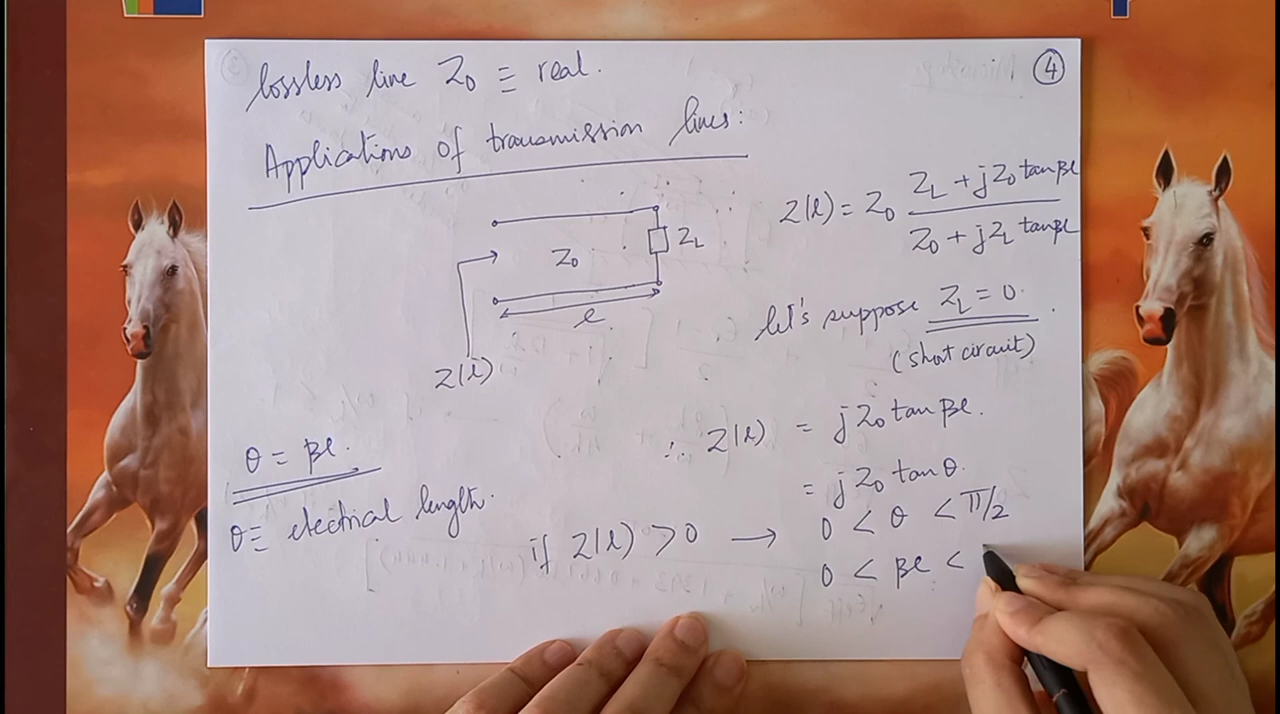 lossless line Z0 ≡ real.
4
Applications of transmission lines:
Z(l) = Z0 (ZL + jZ0 tanβl) / (Z0 + jZL tanβl)
Z0
ZL
l
Z(l)
let's suppose ZL = 0.
(short circuit)
∴ Z(l) = jZ0 tanβl.
= jZ0 tanθ.
θ = βl.
θ ≡ electrical length.
if Z(l) > 0 → 0 < θ < π/2
0 < βl <